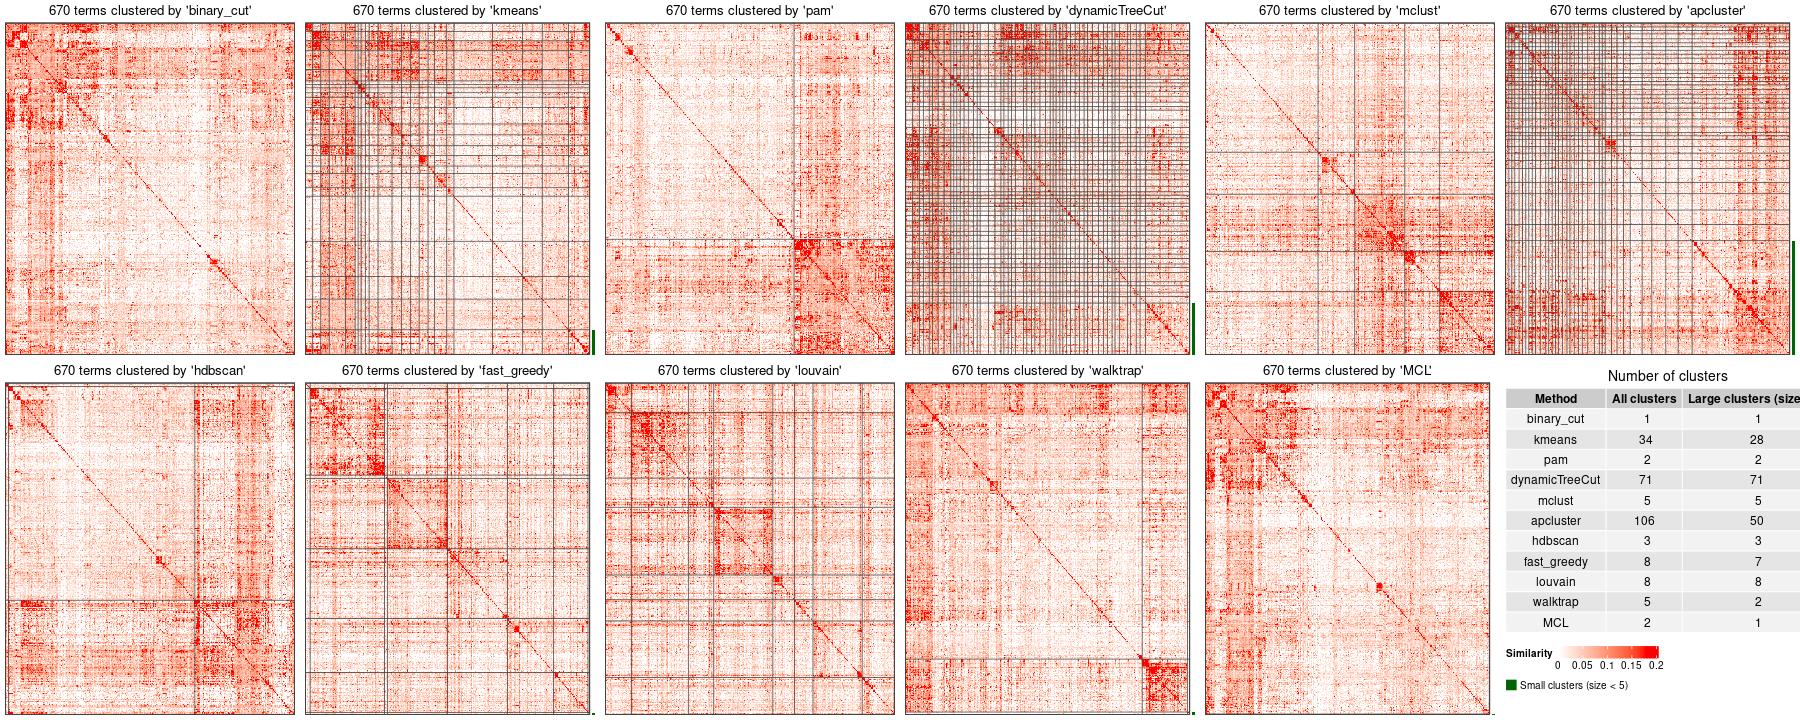 670 terms clustered by 'binary_cut'
670 terms clustered by 'kmeans'
670 terms clustered by 'pam'
670 terms clustered by 'dynamicTreeCut'
670 terms clustered by 'mclust'
670 terms clustered by 'apcluster'
670 terms clustered by 'hdbscan'
670 terms clustered by 'fast_greedy'
670 terms clustered by 'louvain'
670 terms clustered by 'walktrap'
670 terms clustered by 'MCL'
Number of clusters
Method All clusters Large clusters (size
binary_cut 1 1
kmeans 34 28
pam 2 2
dynamicTreeCut 71 71
mclust 5 5
apcluster 106 50
hdbscan 3 3
fast_greedy 8 7
louvain 8 8
walktrap 5 2
MCL 2 1
Similarity
0 0.05 0.1 0.15 0.2
Small clusters (size < 5)